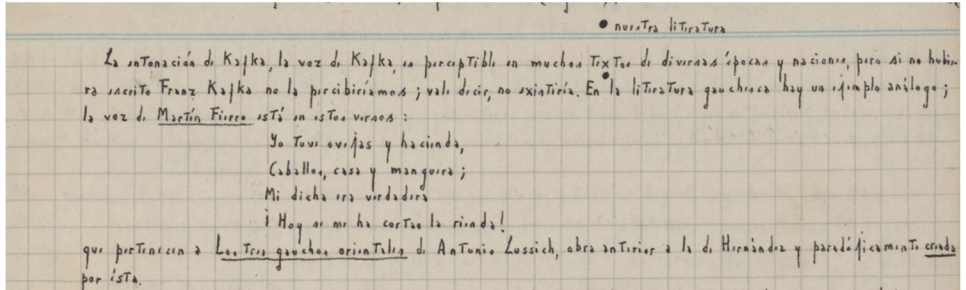 ● nuestra literatura
La entonación de Kafka, la voz de Kafka, es perceptible en muchos textos de diversas épocas y naciones, pero si no hubie-
ra escrito Franz Kafka no la percibiríamos; vale decir, no existiría. En la literatura gauchesca hay un ejemplo análogo;
la voz de Martín Fierro está en estos versos:
Yo tuve ovejas y hacienda,
Caballos, casa y manguera;
Mi dicha era verdadera
¡Hoy se me ha cortao la rienda!
que pertenecen a Los tres gauchos orientales de Antonio Lussich, obra anterior a la de Hernández y paradójicamente creada
por ésta.